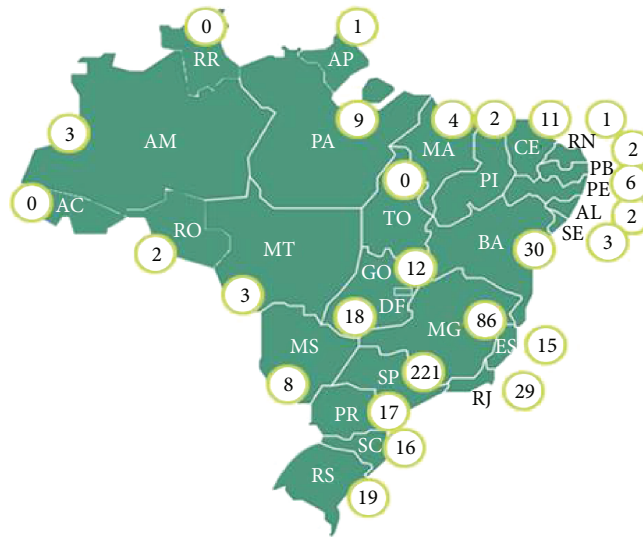 0
1
RR
AP
3
AM
PA
9
4
2
11
1
RN
MA
CE
2
PI
PB
0
PE
6
AC
0
TO
AL
2
RO
MT
BA
SE
3
2
GO
12
30
3
DF
18
MG
86
MS
ES
15
8
SP
221
RJ
29
PR
17
SC
16
RS
19